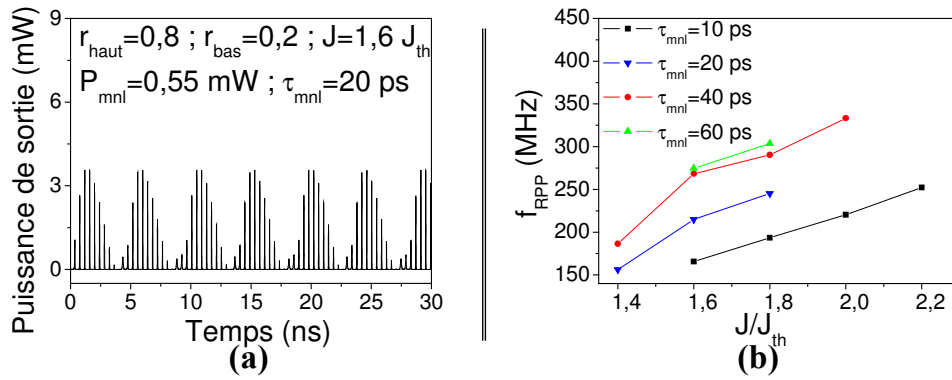 Puissance de sortie (mW)
9
6
3
0
r_haut=0,8 ; r_bas=0,2 ; J=1,6 J_th
P_mnl=0,55 mW ; τ_mnl=20 ps
0 5 10 15 20 25 30
Temps (ns)
(a)
f_RPP (MHz)
450
400
350
300
250
200
150
τ_mnl=10 ps
τ_mnl=20 ps
τ_mnl=40 ps
τ_mnl=60 ps
1,4 1,6 1,8 2,0 2,2
J/J_th
(b)